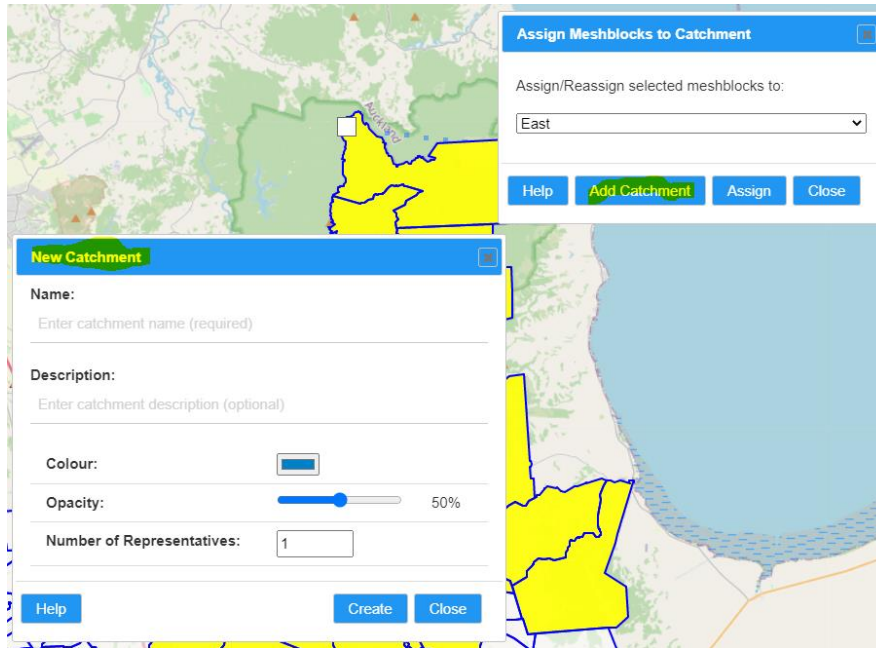 Auckland
Assign Meshblocks to Catchment
Assign/Reassign selected meshblocks to:
East
Help Add Catchment Assign Close
New Catchment
Name:
Enter catchment name (required)
Description:
Enter catchment description (optional)
Colour:
Opacity: 50%
Number of Representatives: 1
Help Create Close